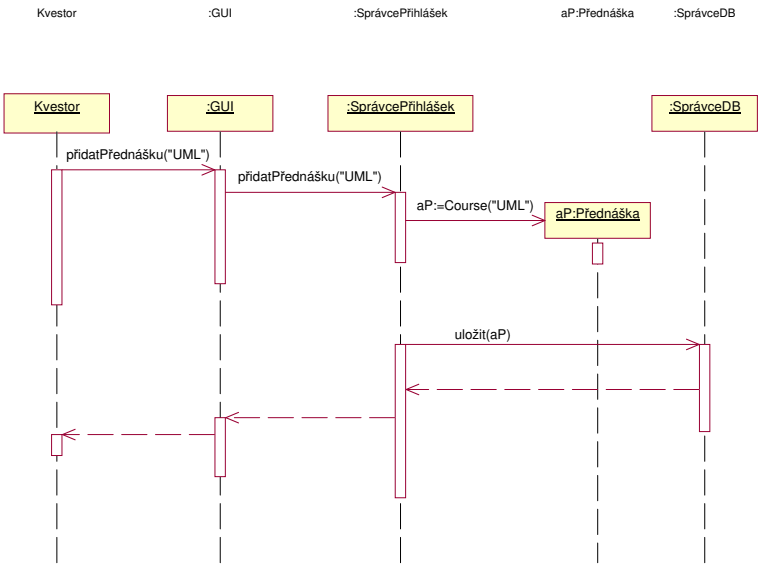 Kvestor
:GUI
:SprávcePřihlášek
aP:Přednáška
:SprávceDB
Kvestor
:GUI
:SprávcePřihlášek
:SprávceDB
přidatPřednášku("UML")
přidatPřednášku("UML")
aP:=Course("UML")
aP:Přednáška
uložit(aP)